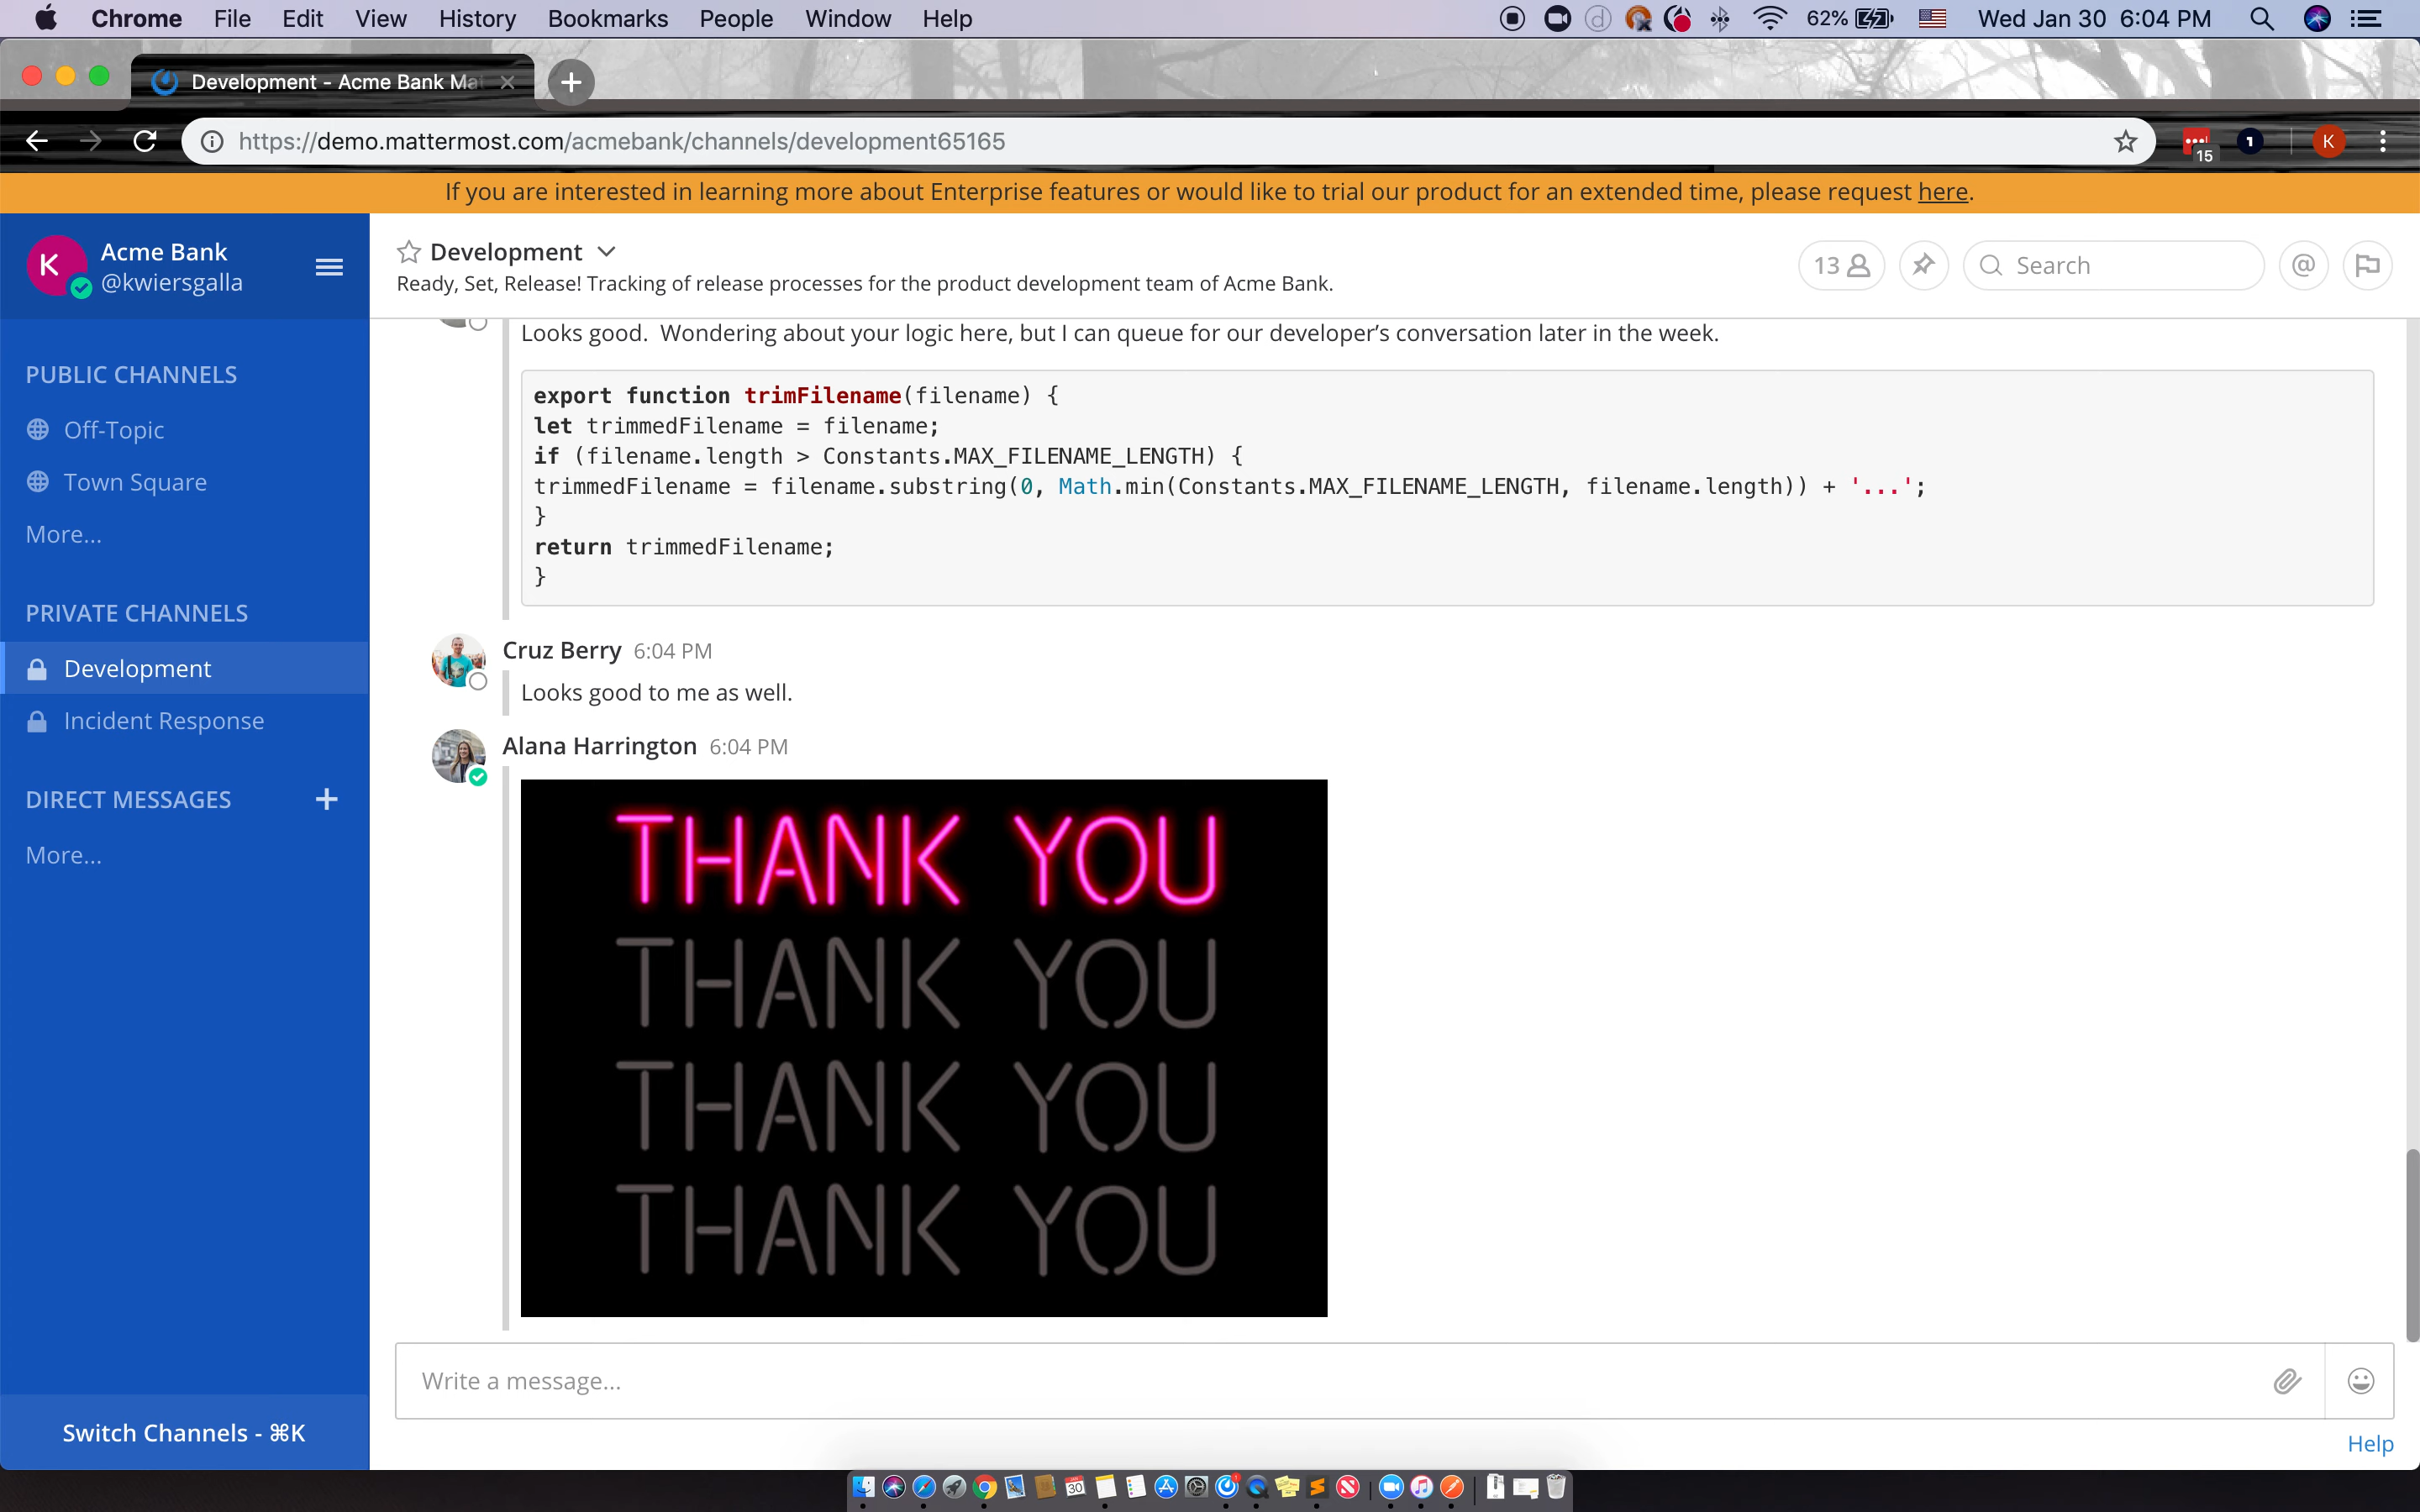 Chrome File Edit View History Bookmarks People Window Help 62% Wed Jan 30 6:04 PM
Development - Acme Bank Ma
https://demo.mattermost.com/acmebank/channels/development65165
15
1
K
If you are interested in learning more about Enterprise features or would like to trial our product for an extended time, please request here.
K
Acme Bank
@kwiersgalla
PUBLIC CHANNELS
Off-Topic
Town Square
More...
PRIVATE CHANNELS
Development
Incident Response
DIRECT MESSAGES +
More...
Switch Channels - ⌘K
Development
Ready, Set, Release! Tracking of release processes for the product development team of Acme Bank.
13
Search
@
Looks good.  Wondering about your logic here, but I can queue for our developer’s conversation later in the week.
export function trimFilename(filename) {
let trimmedFilename = filename;
if (filename.length > Constants.MAX_FILENAME_LENGTH) {
trimmedFilename = filename.substring(0, Math.min(Constants.MAX_FILENAME_LENGTH, filename.length)) + '...';
}
return trimmedFilename;
}
Cruz Berry 6:04 PM
Looks good to me as well.
Alana Harrington 6:04 PM
THANK YOU
THANK YOU
THANK YOU
THANK YOU
Write a message...
Help
30